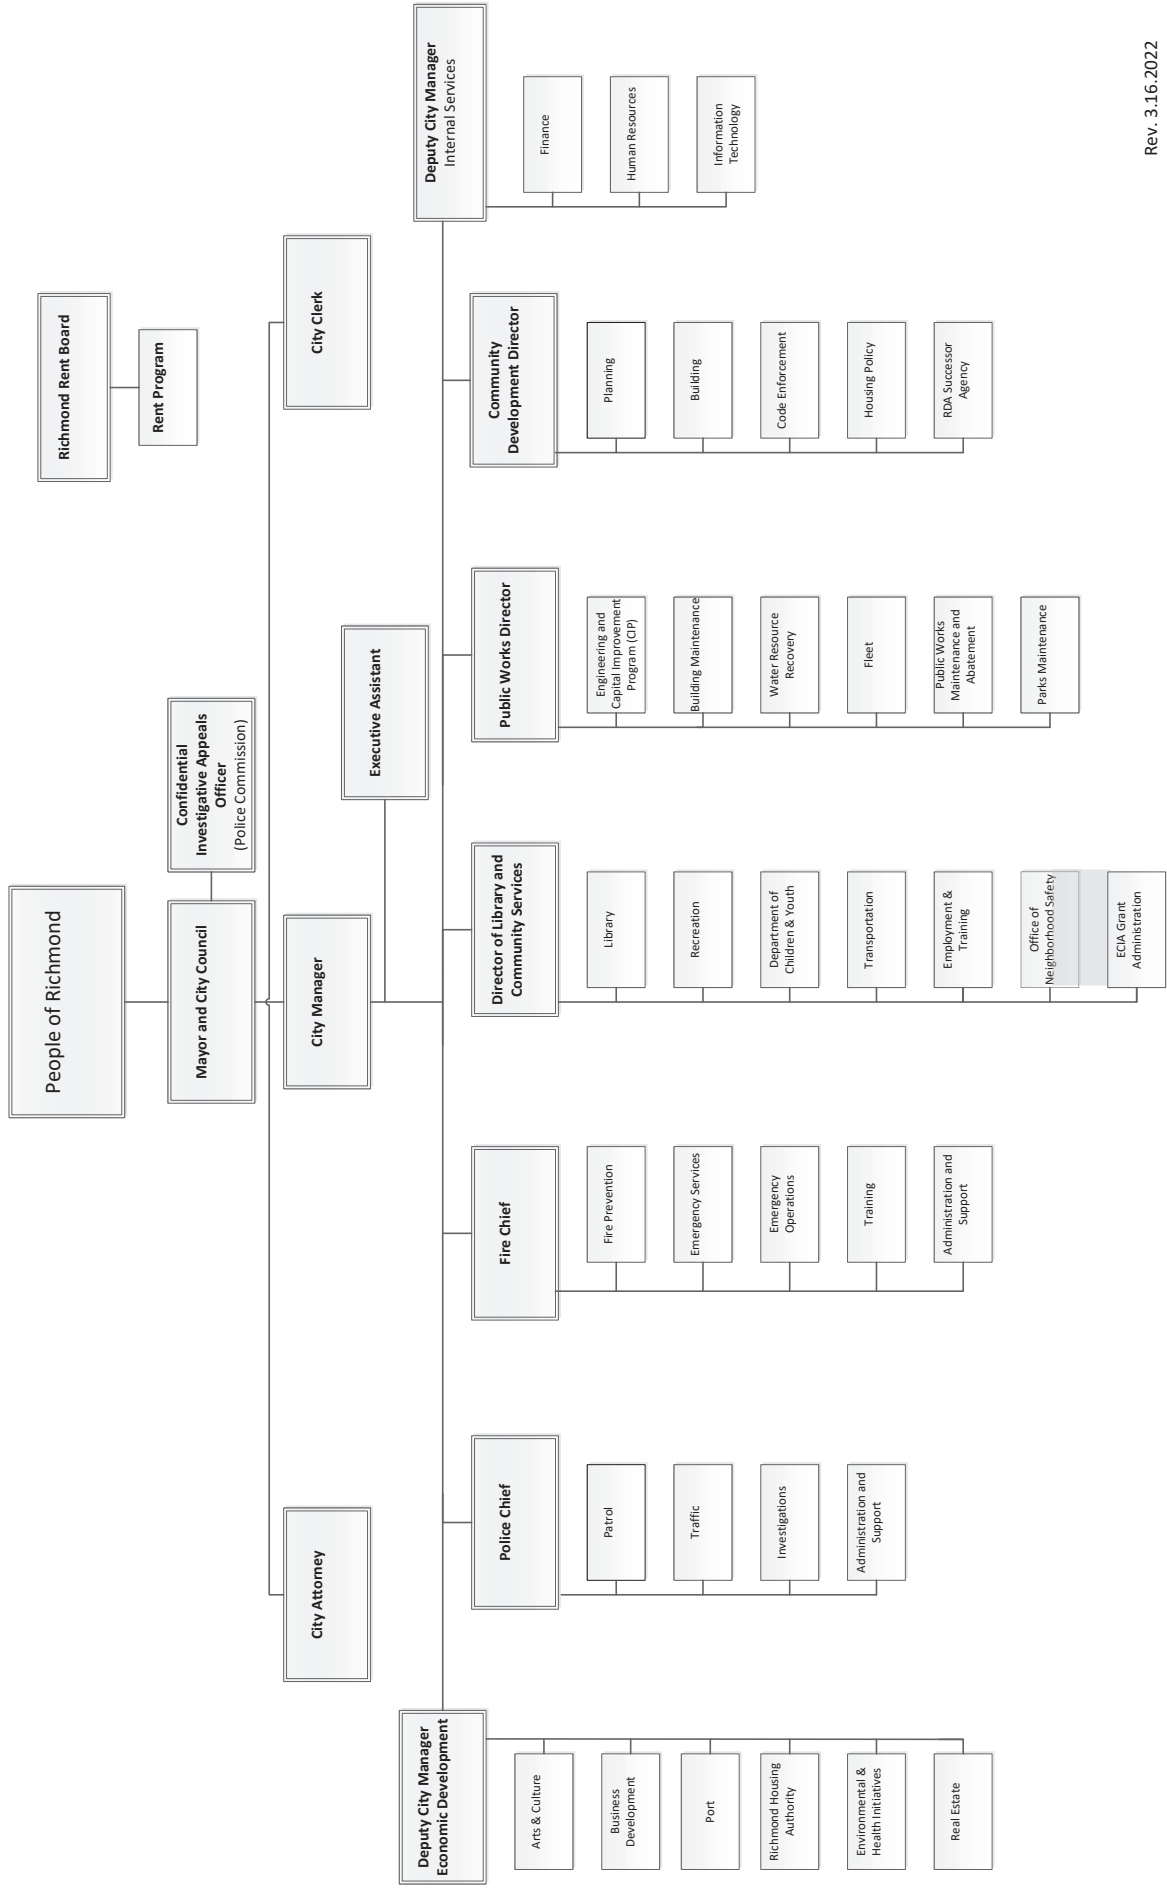 People of Richmond
Richmond Rent Board
Rent Program
Mayor and City Council
Confidential
Investigative Appeals
Officer
(Police Commission)
City Attorney
City Manager
City Clerk
Executive Assistant
Deputy City Manager
Economic Development
Arts & Culture
Business
Development
Port
Richmond Housing
Authority
Environmental &
Health Initiatives
Real Estate
Police Chief
Patrol
Traffic
Investigations
Administration and
Support
Fire Chief
Fire Prevention
Emergency Services
Emergency
Operations
Training
Administration and
Support
Director of Library and
Community Services
Library
Recreation
Department of
Children & Youth
Transportation
Employment &
Training
Office of
Neighborhood Safety
ECIA Grant
Administration
Public Works Director
Engineering and
Capital Improvement
Program (CIP)
Building Maintenance
Water Resource
Recovery
Fleet
Public Works
Maintenance and
Abatement
Parks Maintenance
Community
Development Director
Planning
Building
Code Enforcement
Housing Policy
RDA Successor
Agency
Deputy City Manager
Internal Services
Finance
Human Resources
Information
Technology
Rev. 3.16.2022